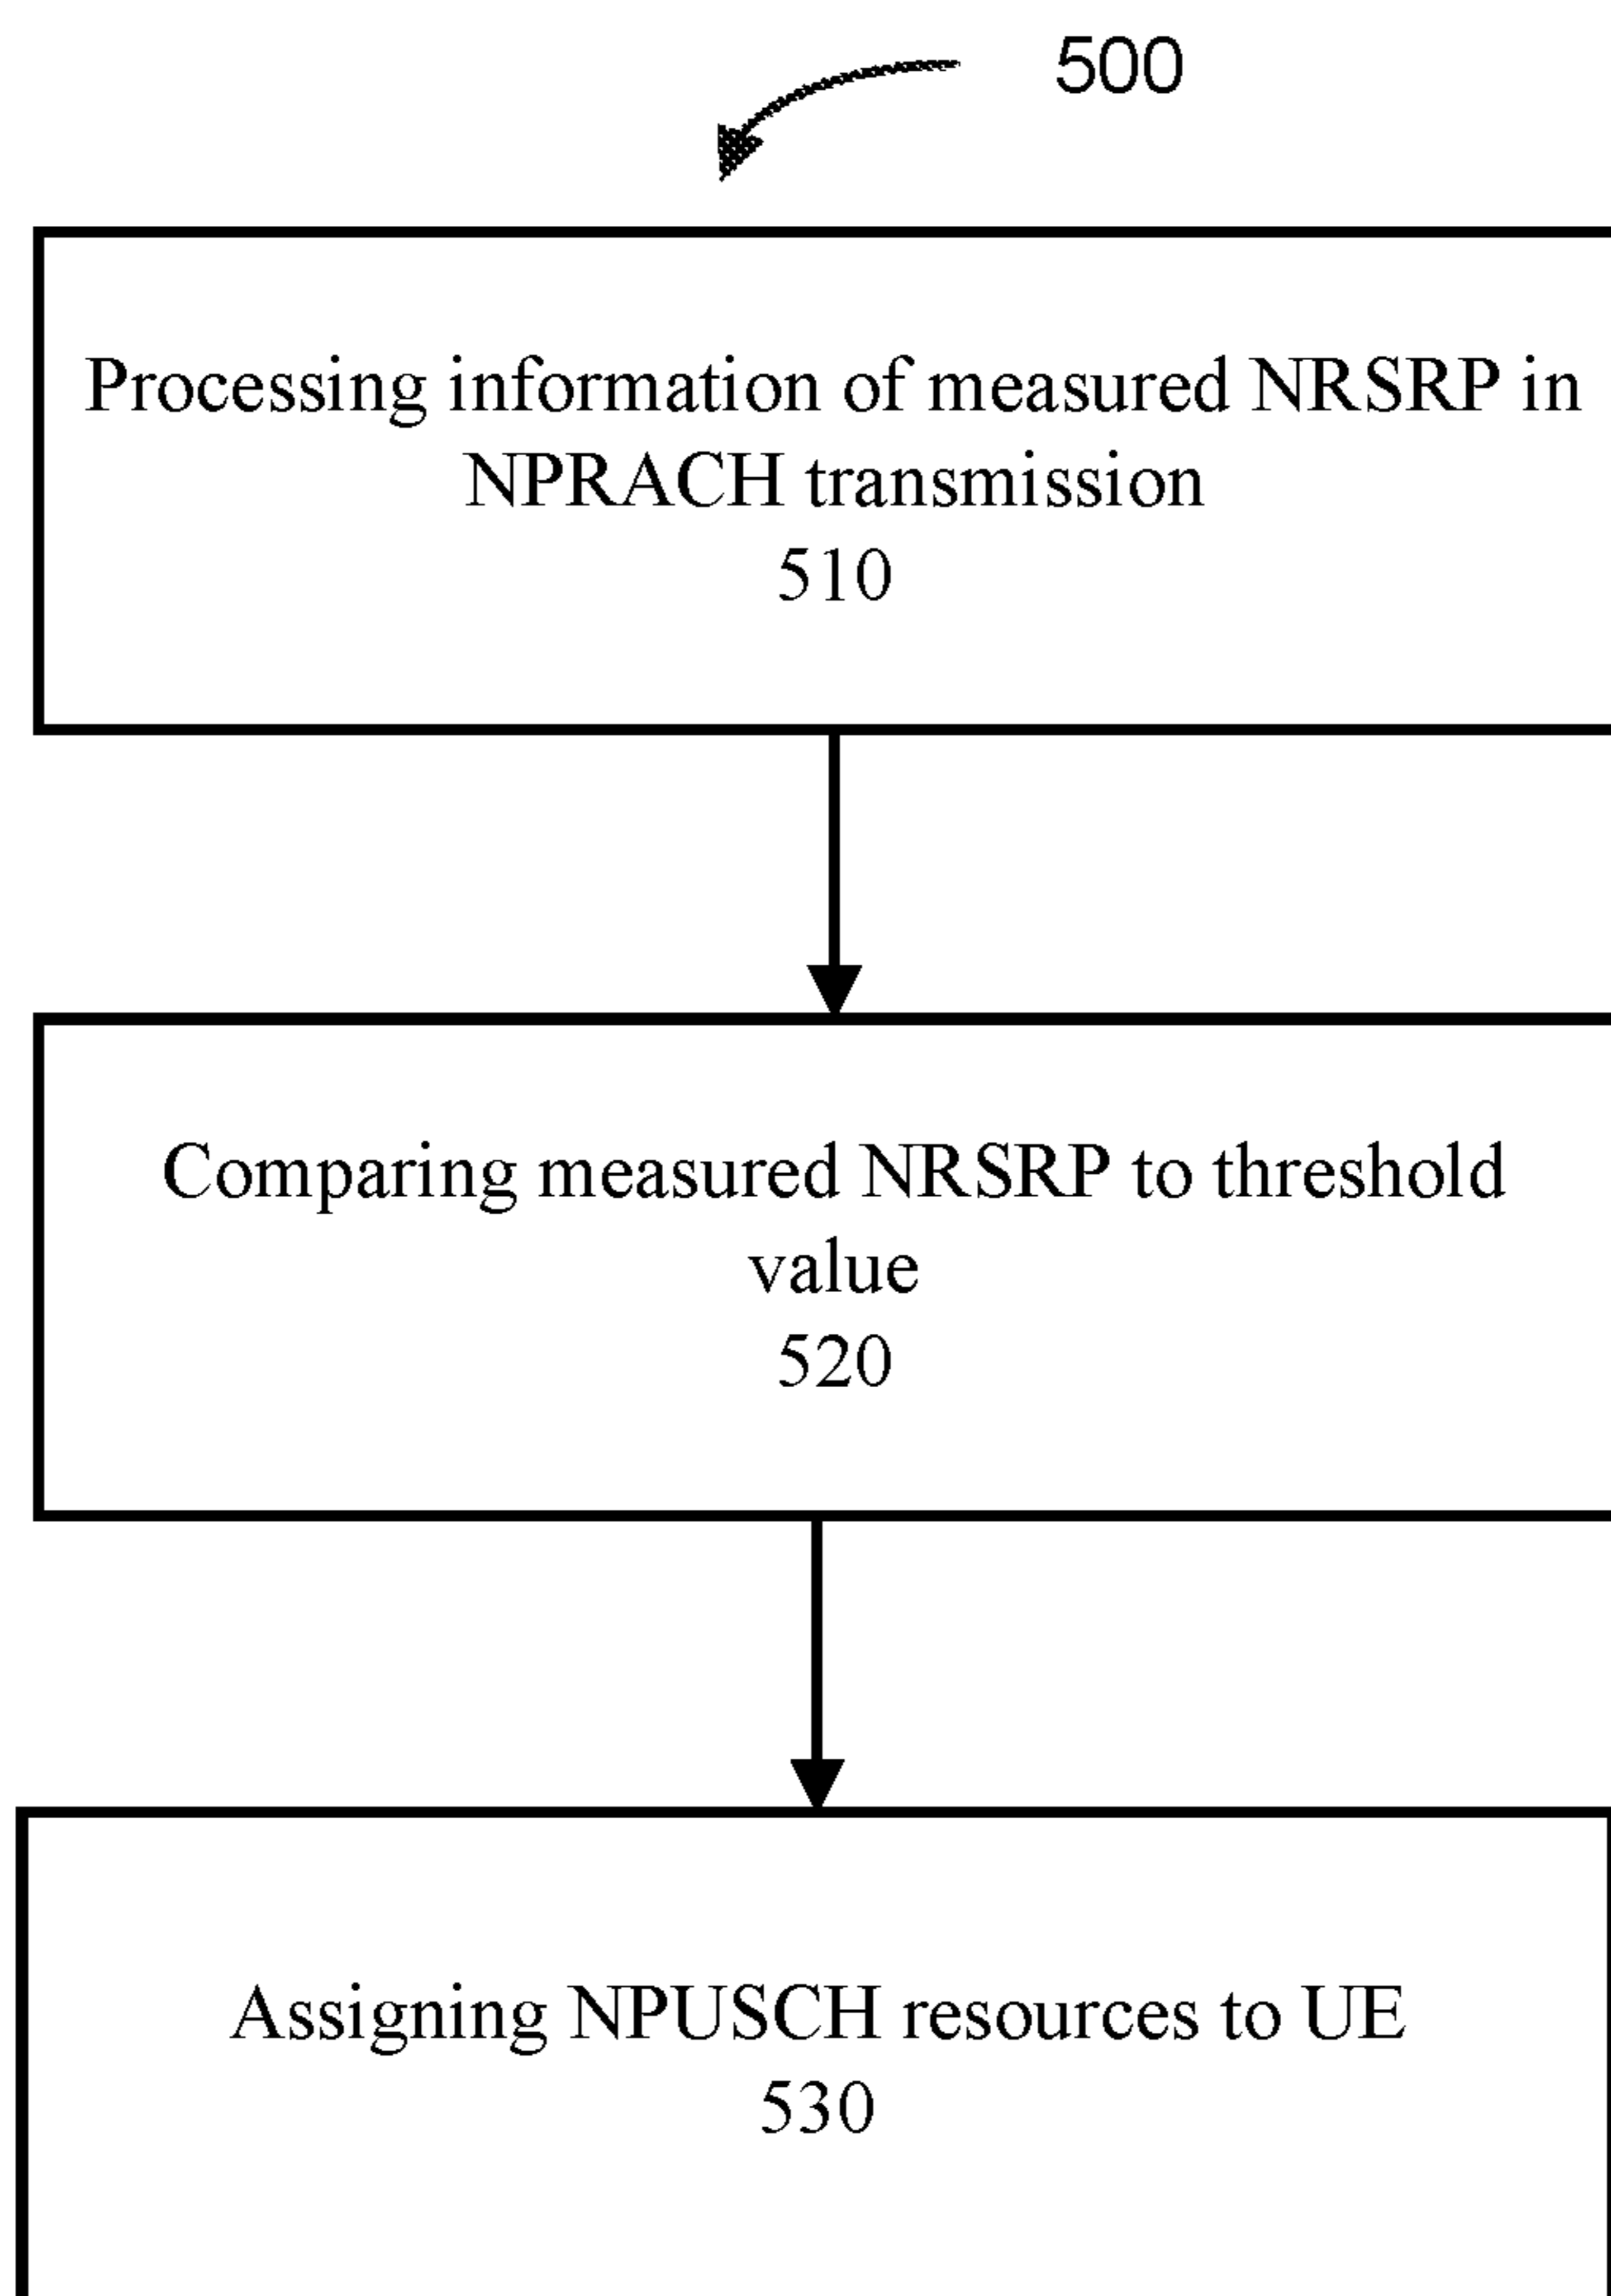 500
Processing information of measured NRSRP in
NPRACH transmission
510
Comparing measured NRSRP to threshold
value
520
Assigning NPUSCH resources to UE
530